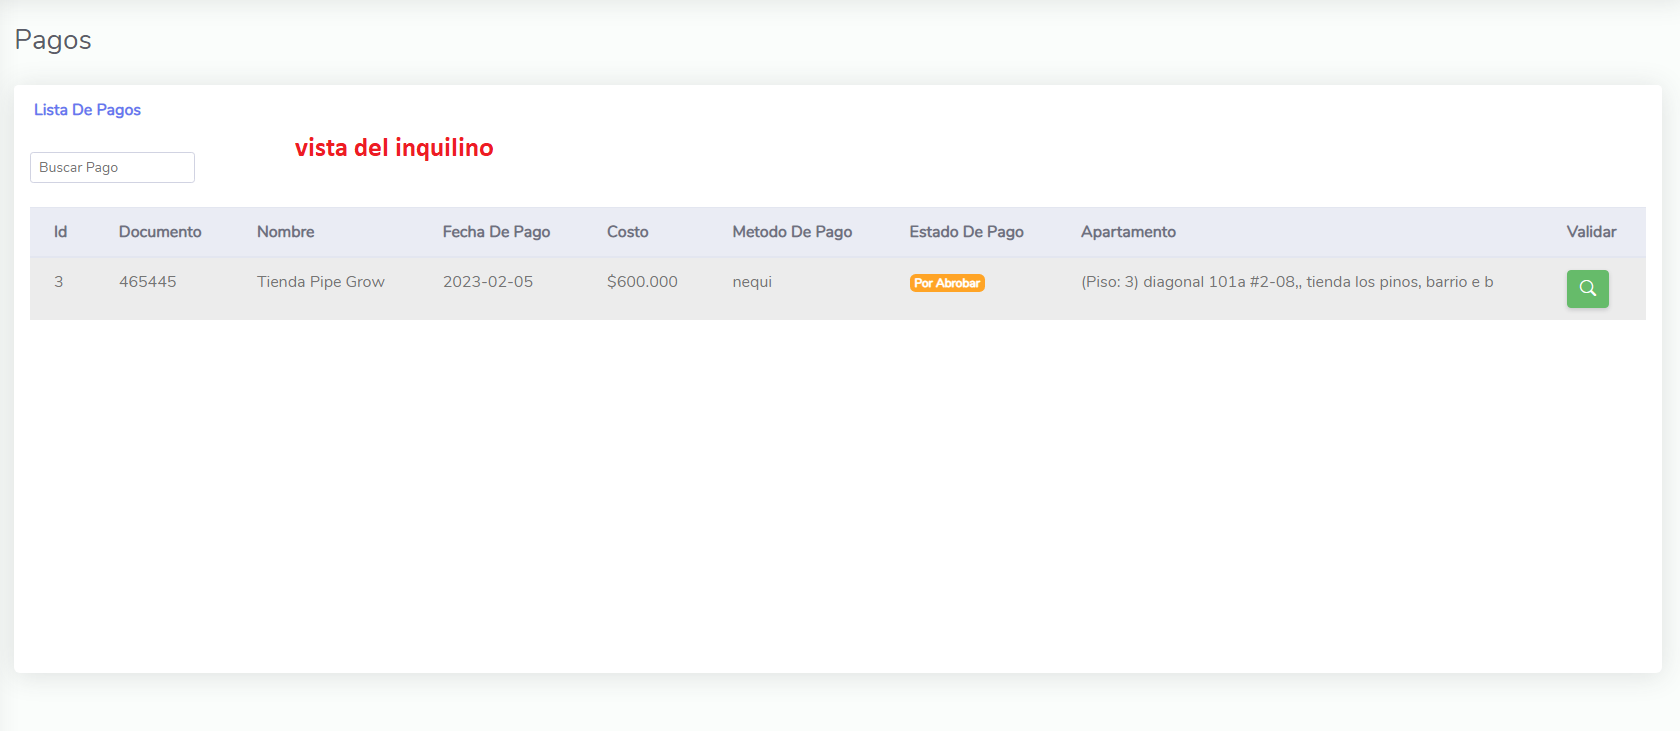 Pagos
Lista De Pagos
vista del inquilino
Buscar Pago
Id Documento Nombre Fecha De Pago Costo Metodo De Pago Estado De Pago Apartamento Validar
3 465445 Tienda Pipe Grow 2023-02-05 $600.000 nequi Por Abrobar (Piso: 3) diagonal 101a #2-08,, tienda los pinos, barrio e b